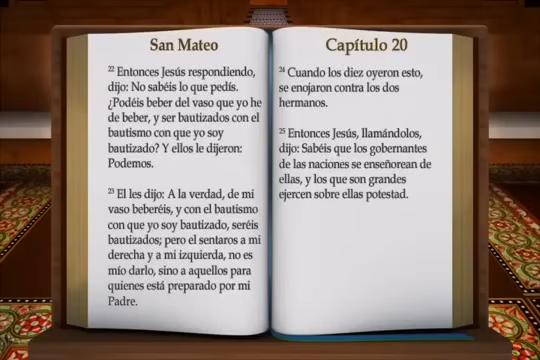 San Mateo
22 Entonces Jesús respondiendo,
dijo: No sabéis lo que pedís.
¿Podéis beber del vaso que yo he
de beber, y ser bautizados con el
bautismo con que yo soy
bautizado? Y ellos le dijeron:
Podemos.
23 El les dijo: A la verdad, de mi
vaso beberéis, y con el bautismo
con que yo soy bautizado, seréis
bautizados; pero el sentaros a mi
derecha y a mi izquierda, no es
mío darlo, sino a aquellos para
quienes está preparado por mi
Padre.
Capítulo 20
24 Cuando los diez oyeron esto,
se enojaron contra los dos
hermanos.
25 Entonces Jesús, llamándolos,
dijo: Sabéis que los gobernantes
de las naciones se enseñorean de
ellas, y los que son grandes
ejercen sobre ellas potestad.